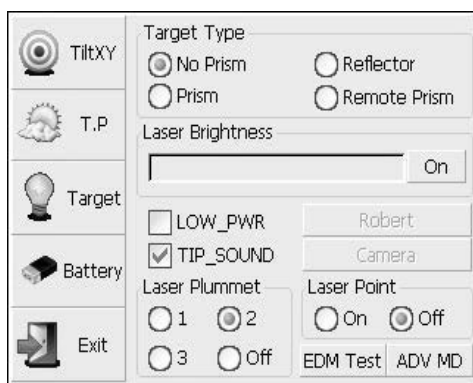 TiltXY
T.P
Target
Battery
Exit
Target Type
No Prism
Reflector
Prism
Remote Prism
Laser Brightness
On
LOW_PWR
Robert
TIP_SOUND
Camera
Laser Plummet
1
2
3
Off
Laser Point
On
Off
EDM Test
ADV MD